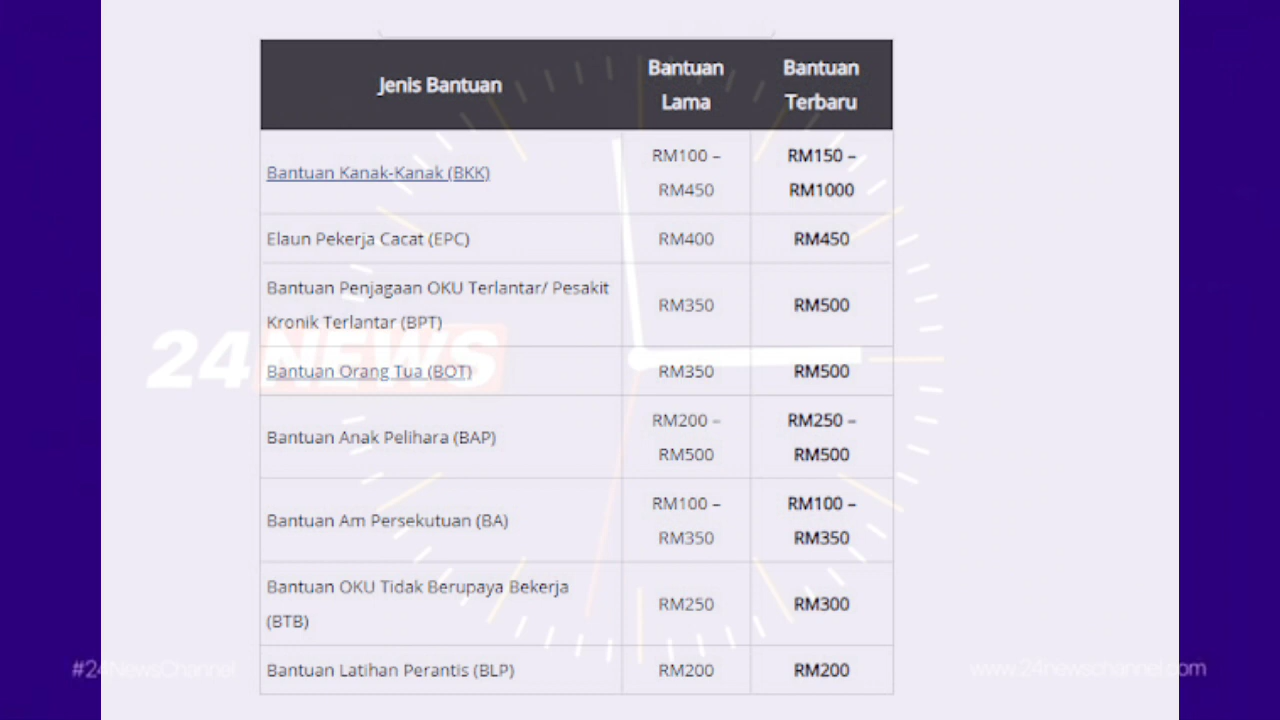 Jenis Bantuan
Bantuan
Lama
Bantuan
Terbaru
Bantuan Kanak-Kanak (BKK)
RM100 –
RM450
RM150 –
RM1000
Elaun Pekerja Cacat (EPC)
RM400
RM450
Bantuan Penjagaan OKU Terlantar/ Pesakit
Kronik Terlantar (BPT)
RM350
RM500
24NEWS
Bantuan Orang Tua (BOT)
RM350
RM500
Bantuan Anak Pelihara (BAP)
RM200 –
RM500
RM250 –
RM500
Bantuan Am Persekutuan (BA)
RM100 –
RM350
RM100 –
RM350
Bantuan OKU Tidak Berupaya Bekerja
(BTB)
RM250
RM300
Bantuan Latihan Perantis (BLP)
RM200
RM200
#24NewsChannel
www.24newschannel.com